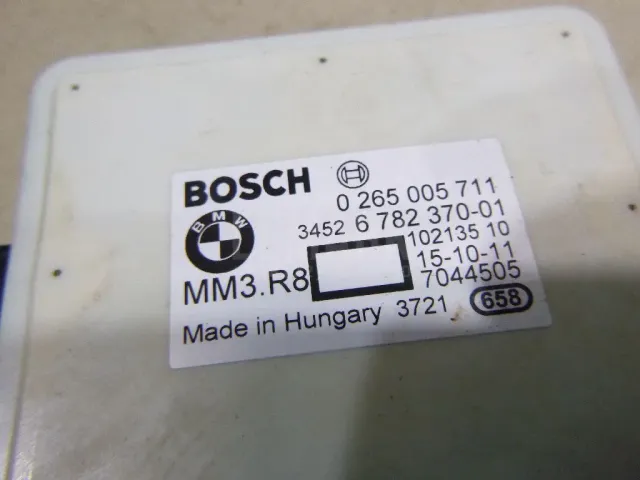 BOSCH 0 265 005 711
BMW 3452 6 782 370-01
102135 10
15-10-11
MM3.R8 7044505
Made in Hungary 3721 658